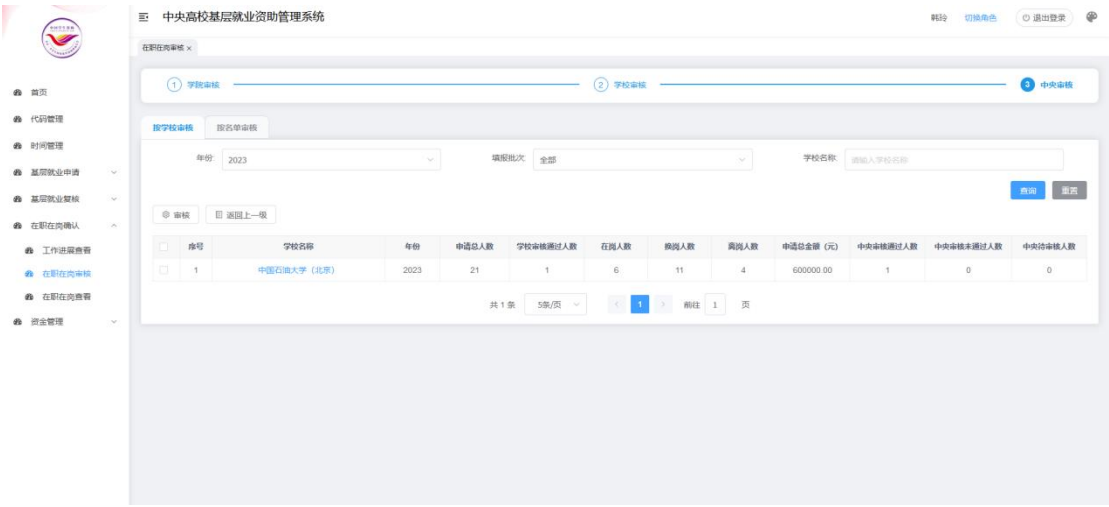 中央高校基层就业资助管理系统
韩玲 切换角色 退出登录
在职在岗审核 ×
首页
代码管理
时间管理
基层就业申请
基层就业复核
在职在岗确认
工作进展查看
在职在岗审核
在职在岗查看
资金管理
1 学院审核 2 学校审核 3 中央审核
按学校审核 按名单审核
年份: 2023 填报批次: 全部 学校名称: 请输入学校名称
查询 重置
审核 返回上一级
序号 学校名称 年份 申请总人数 学校审核通过人数 在岗人数 换岗人数 离岗人数 申请总金额(元) 中央审核通过人数 中央审核未通过人数 中央待审核人数
1 中国石油大学(北京) 2023 21 1 6 11 4 600000.00 1 0 0
共 1 条 5条/页 1 前往 1 页